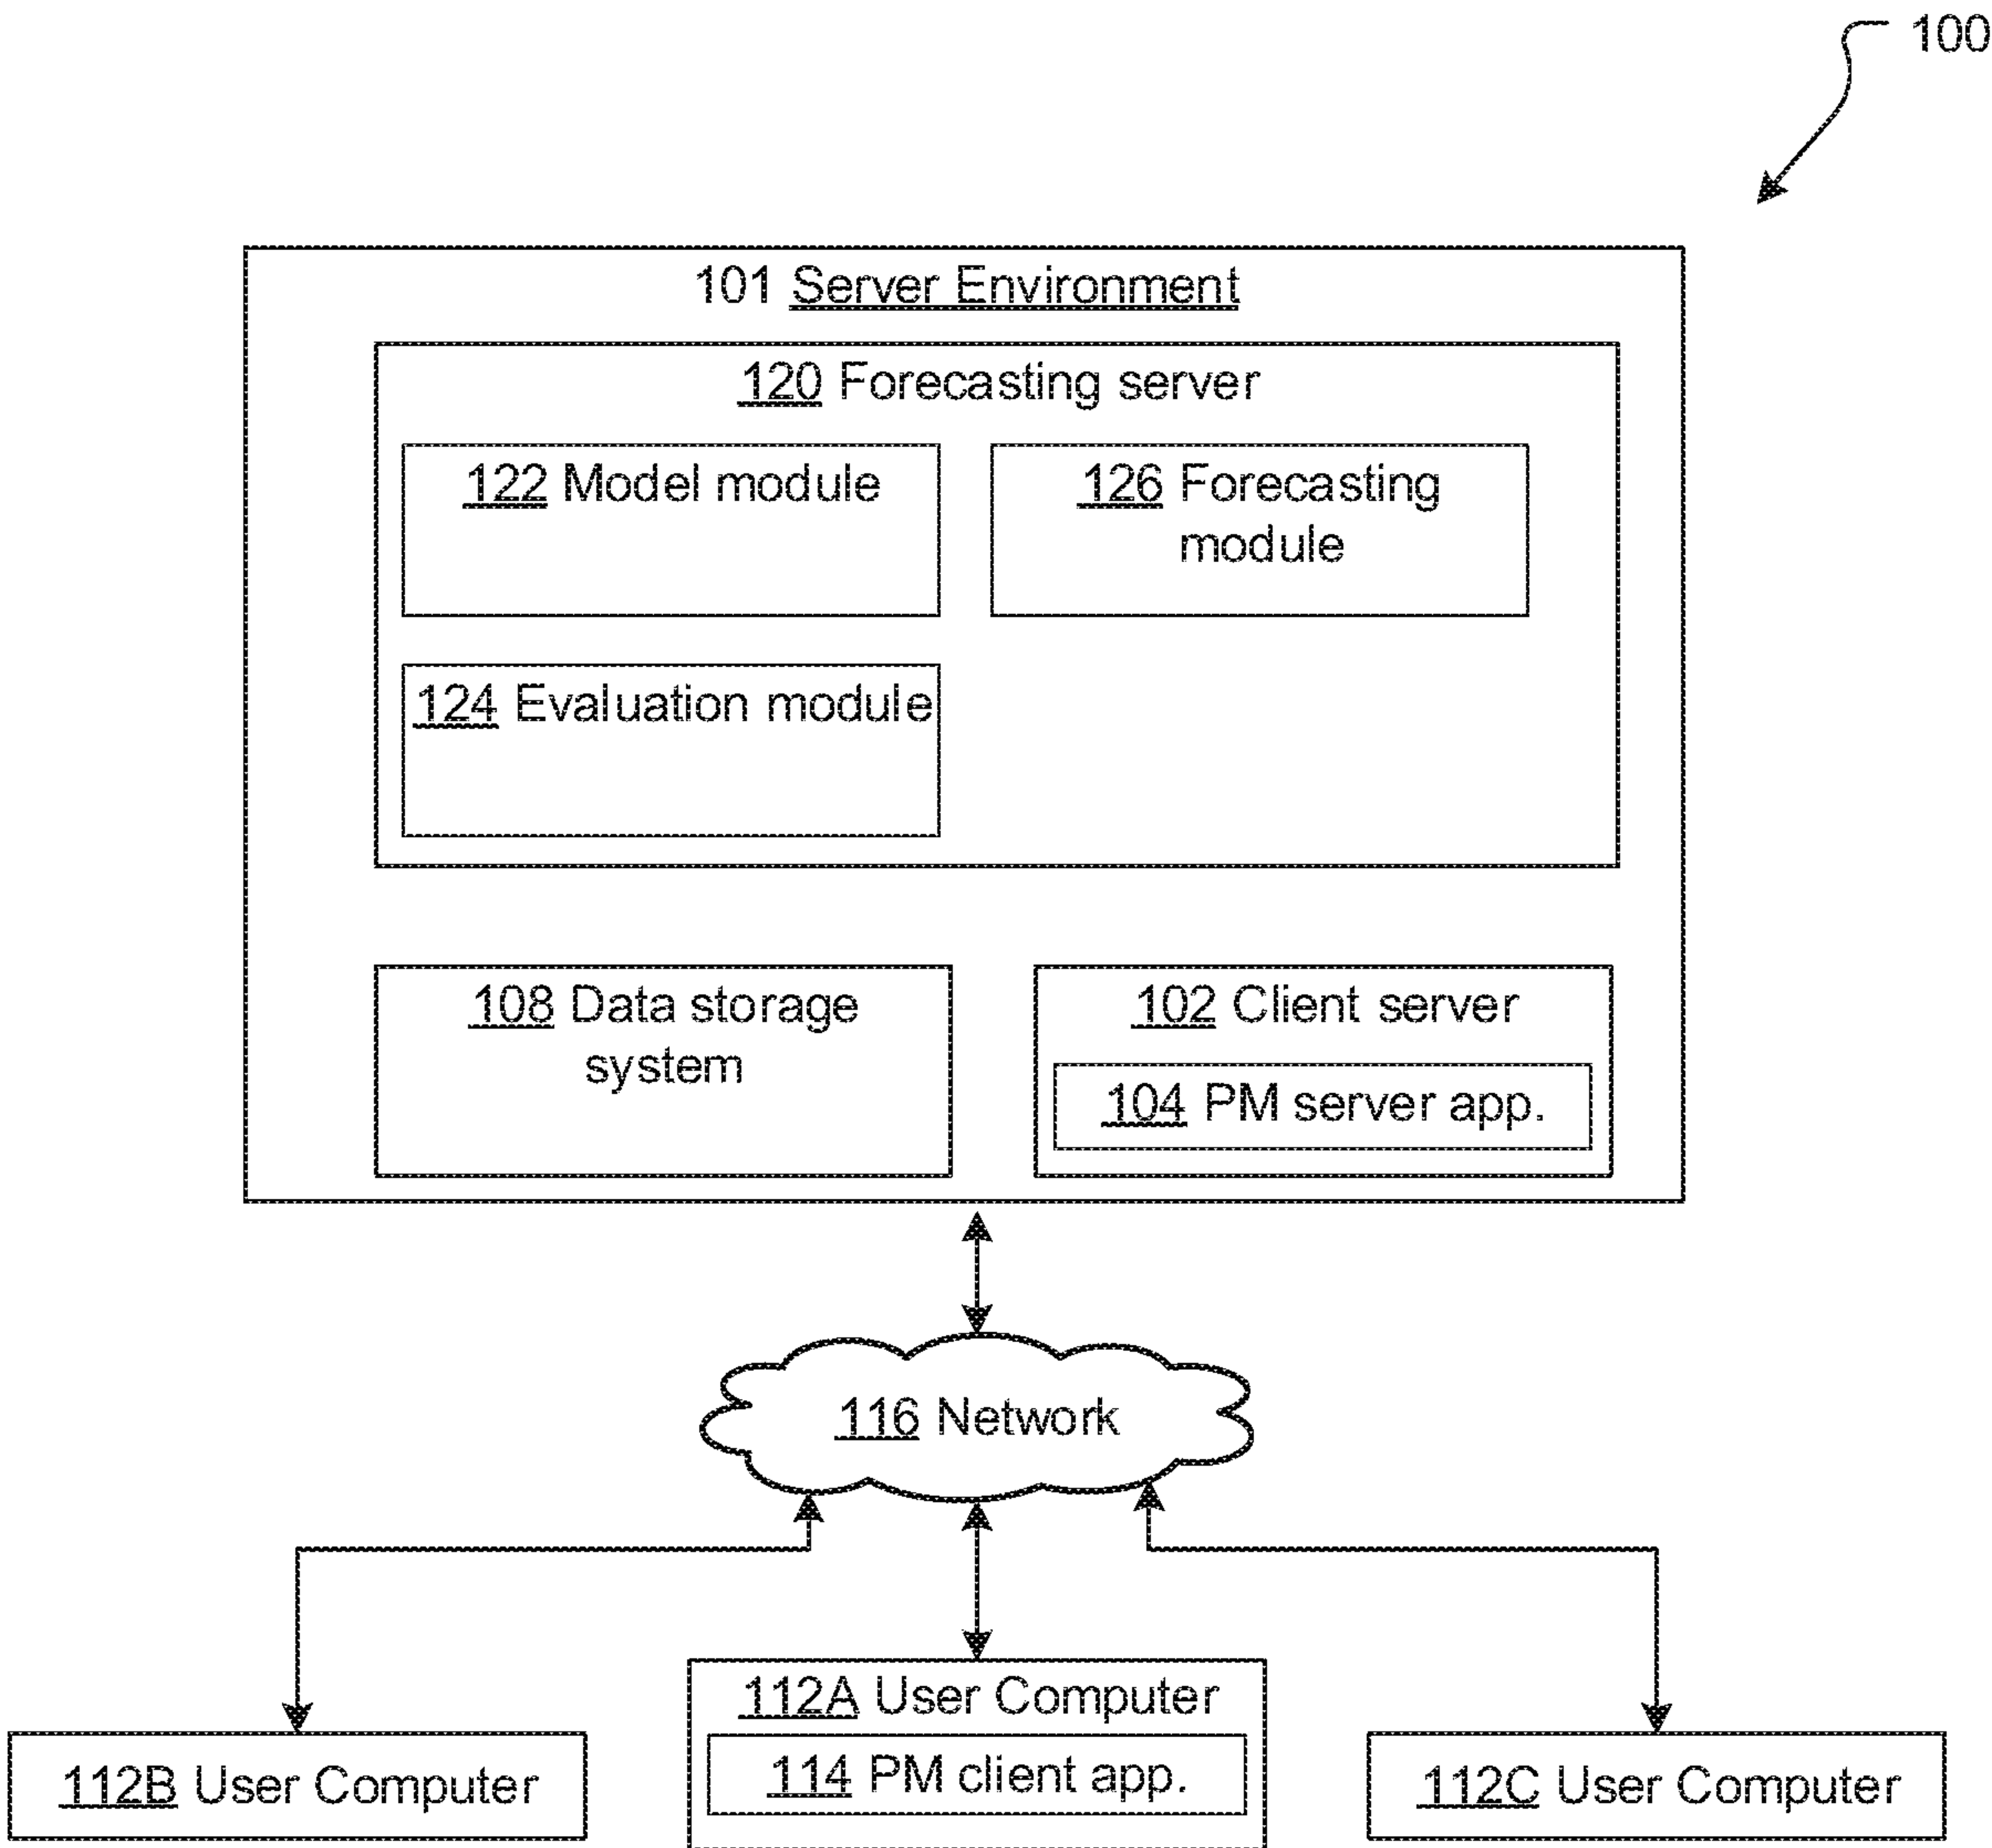 100
101 Server Environment
120 Forecasting server
122 Model module
126 Forecasting
module
124 Evaluation module
108 Data storage
system
102 Client server
104 PM server app.
116 Network
112A User Computer
114 PM client app.
112B User Computer
112C User Computer